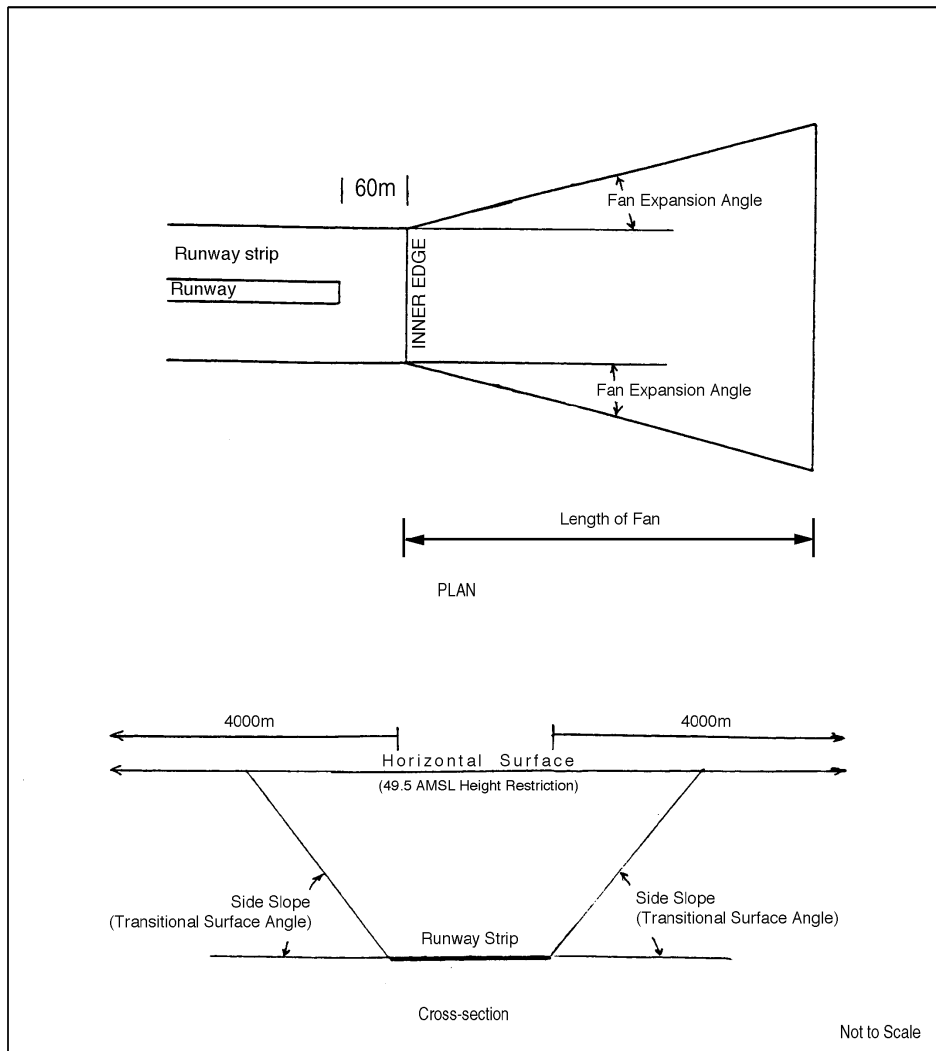 60m
Fan Expansion Angle
Runway strip
Runway
INNER EDGE
Fan Expansion Angle
Length of Fan
PLAN
4000m
4000m
Horizontal Surface
(49.5 AMSL Height Restriction)
Side Slope
(Transitional Surface Angle)
Side Slope
(Transitional Surface Angle)
Runway Strip
Cross-section
Not to Scale